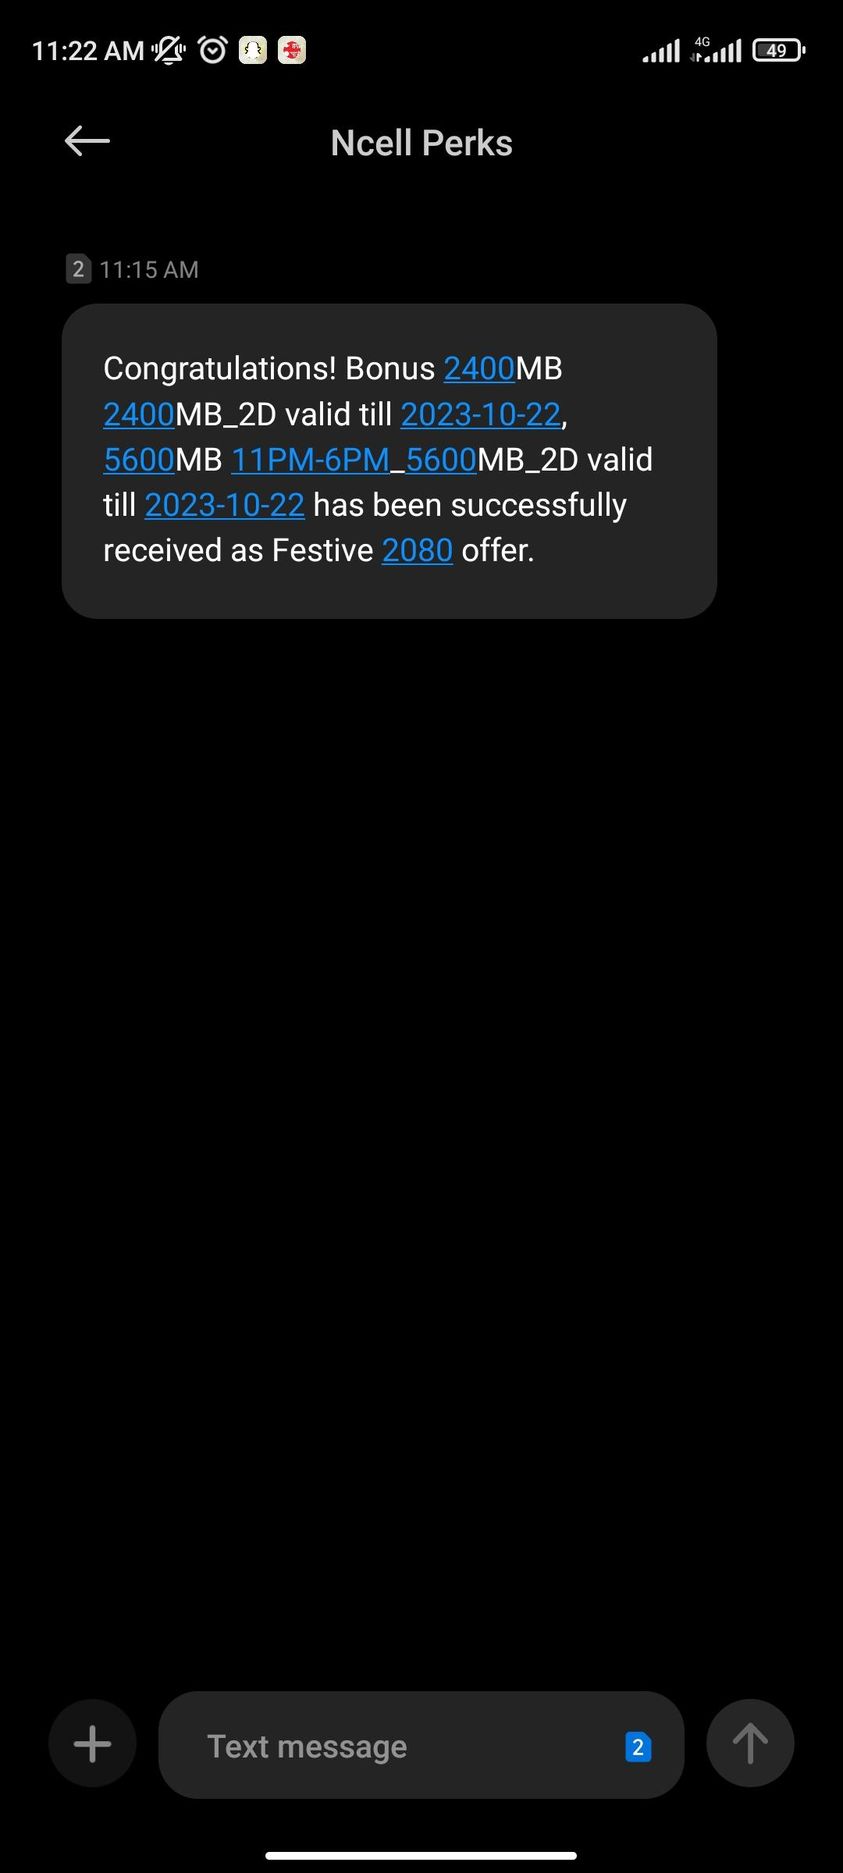 11:22 AM
4G
49
Ncell Perks
2 11:15 AM
Congratulations! Bonus 2400MB
2400MB_2D valid till 2023-10-22,
5600MB 11PM-6PM_5600MB_2D valid
till 2023-10-22 has been successfully
received as Festive 2080 offer.
Text message
2